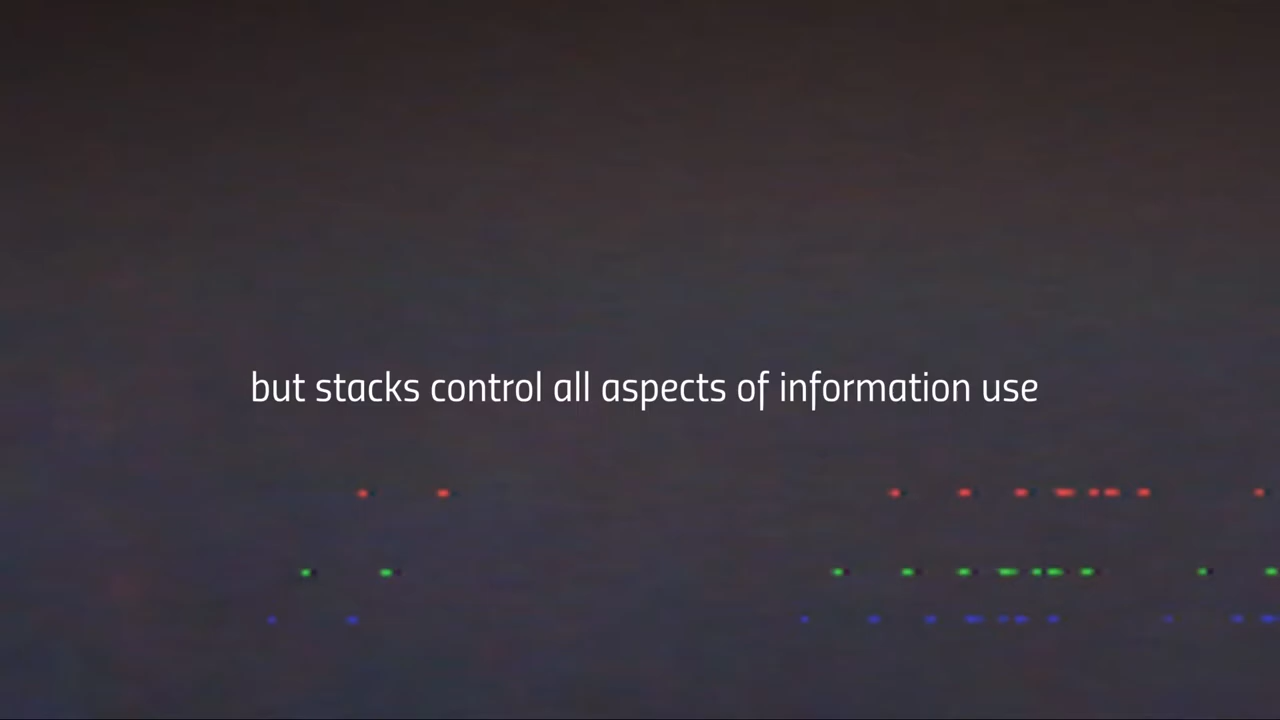 but stacks control all aspects of information use